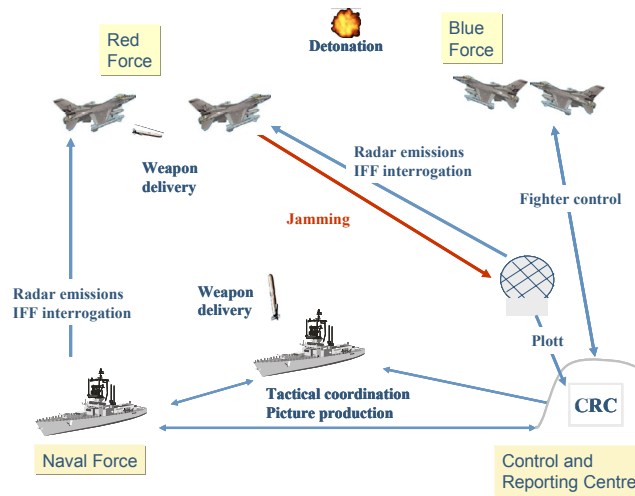 Red
Force
Detonation
Blue
Force
Weapon
delivery
Radar emissions
IFF interrogation
Fighter control
Jamming
Radar emissions
IFF interrogation
Weapon
delivery
Plott
Tactical coordination
Picture production
CRC
Naval Force
Control and
Reporting Centre